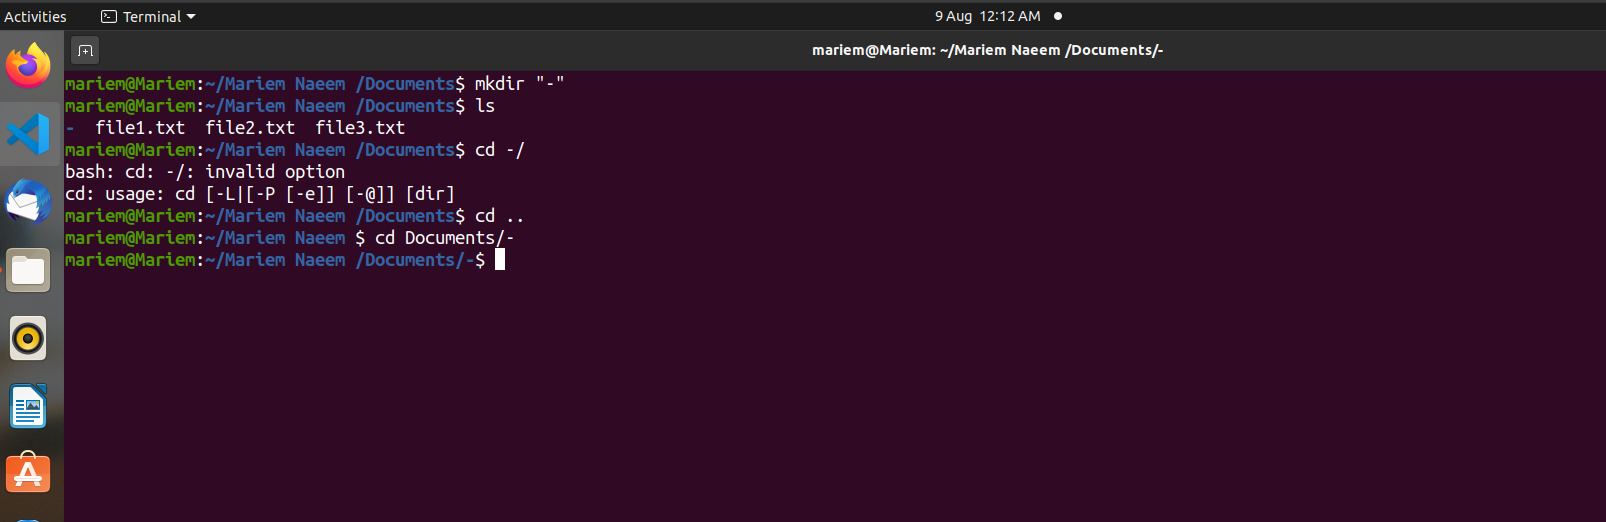 Activities Terminal 9 Aug 12:12 AM
mariem@Mariem: ~/Mariem Naeem /Documents/-
mariem@Mariem:~/Mariem Naeem /Documents$ mkdir "-"
mariem@Mariem:~/Mariem Naeem /Documents$ ls
- file1.txt file2.txt file3.txt
mariem@Mariem:~/Mariem Naeem /Documents$ cd -/
bash: cd: -/: invalid option
cd: usage: cd [-L|[-P [-e]] [-@]] [dir]
mariem@Mariem:~/Mariem Naeem /Documents$ cd ..
mariem@Mariem:~/Mariem Naeem $ cd Documents/-
mariem@Mariem:~/Mariem Naeem /Documents/-$